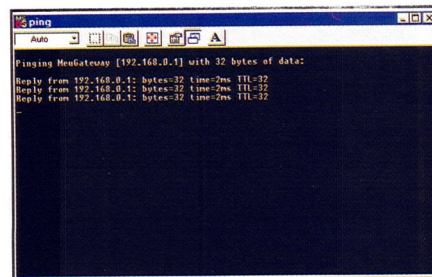 ping
Auto
A
Pinging MeuGateway [192.168.0.1] with 32 bytes of data:
Reply from 192.168.0.1: bytes=32 time=2ms TTL=32
Reply from 192.168.0.1: bytes=32 time=2ms TTL=32
Reply from 192.168.0.1: bytes=32 time=2ms TTL=32